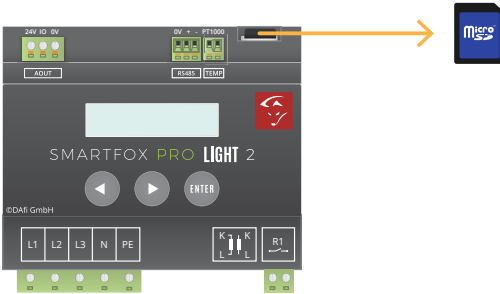 24V IO 0V
0V + - PT1000
AOUT
RS485
TEMP
Micro
SD
SMARTFOX PRO LIGHT 2
ENTER
©DAfi GmbH
L1
L2
L3
N
PE
K K
L L
R1